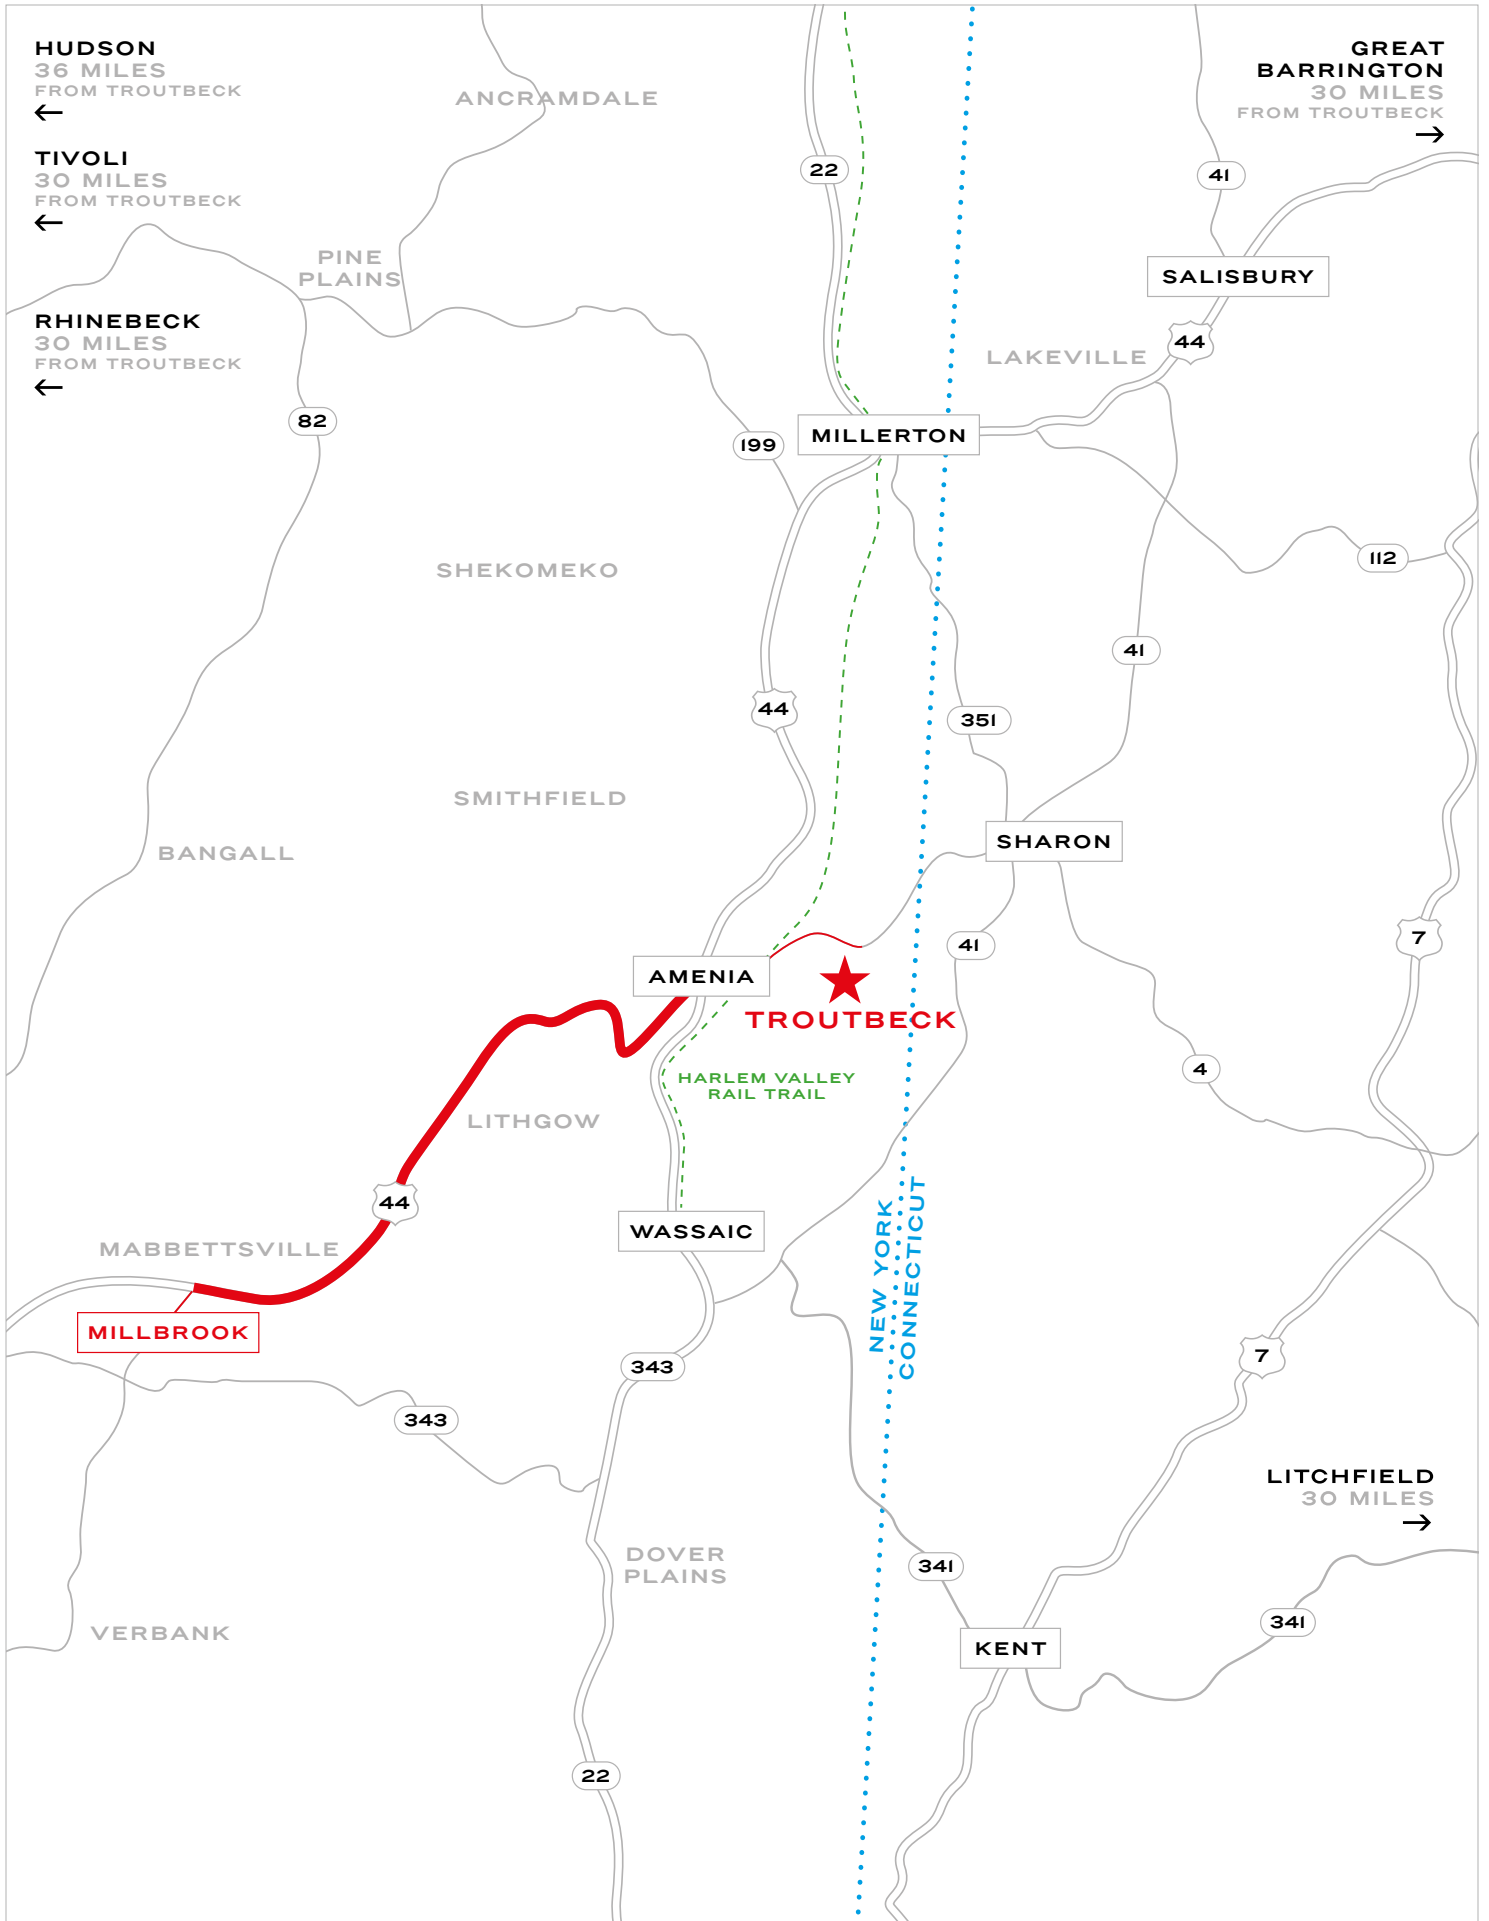 HUDSON
36 MILES
FROM TROUTBECK
←
TIVOLI
30 MILES
FROM TROUTBECK
←
RHINEBECK
30 MILES
FROM TROUTBECK
←
GREAT
BARRINGTON
30 MILES
FROM TROUTBECK
→
ANCRAMDALE
22
41
PINE
PLAINS
SALISBURY
44
LAKEVILLE
82
199
MILLERTON
112
SHEKOMEKO
41
44
351
SMITHFIELD
SHARON
BANGALL
7
41
AMENIA
TROUTBECK
4
HARLEM VALLEY
RAIL TRAIL
LITHGOW
44
WASSAIC
MABBETTSVILLE
NEW YORK
CONNECTICUT
MILLBROOK
7
343
343
LITCHFIELD
30 MILES
→
DOVER
PLAINS
341
341
VERBANK
KENT
22